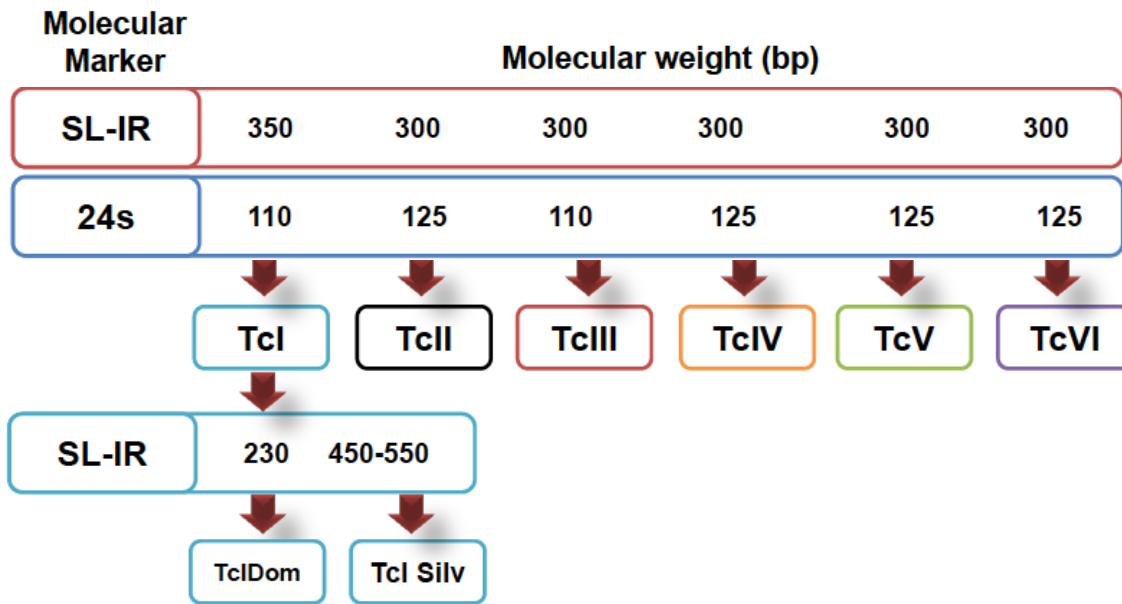 Molecular
Marker
Molecular weight (bp)
SL-IR 350 300 300 300 300 300
24s 110 125 110 125 125 125
TcI TcII TcIII TcIV TcV TcVI
SL-IR 230 450-550
TcIDom TcI Silv